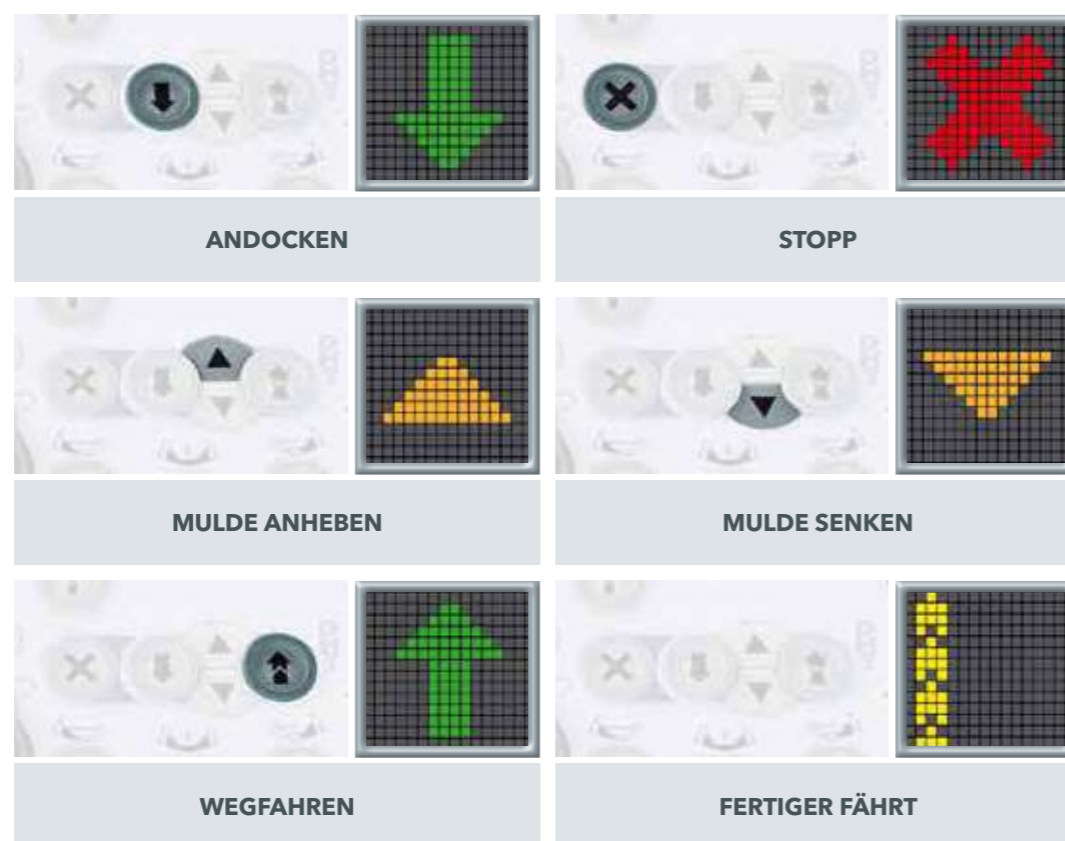 ANDOCKEN
STOPP
MULDE ANHEBEN
MULDE SENKEN
WEGFAHREN
FERTIGER FÄHRT